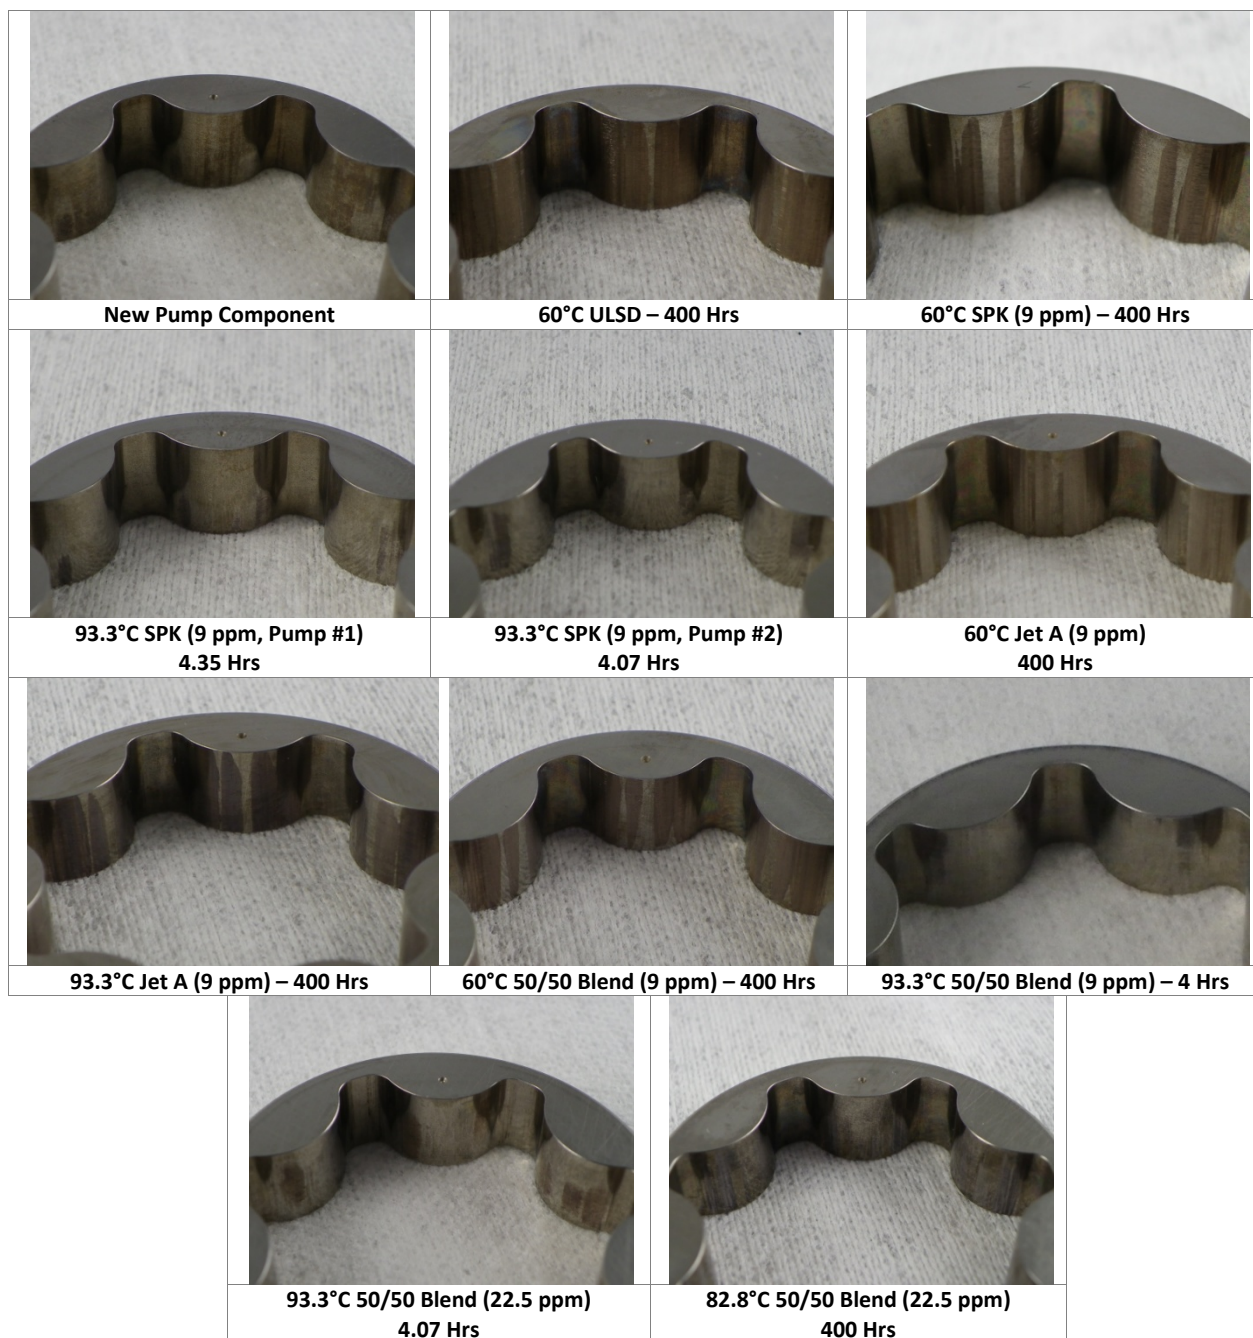 New Pump Component
60°C ULSD – 400 Hrs
60°C SPK (9 ppm) – 400 Hrs
93.3°C SPK (9 ppm, Pump #1)
4.35 Hrs
93.3°C SPK (9 ppm, Pump #2)
4.07 Hrs
60°C Jet A (9 ppm)
400 Hrs
93.3°C Jet A (9 ppm) – 400 Hrs
60°C 50/50 Blend (9 ppm) – 400 Hrs
93.3°C 50/50 Blend (9 ppm) – 4 Hrs
93.3°C 50/50 Blend (22.5 ppm)
4.07 Hrs
82.8°C 50/50 Blend (22.5 ppm)
400 Hrs